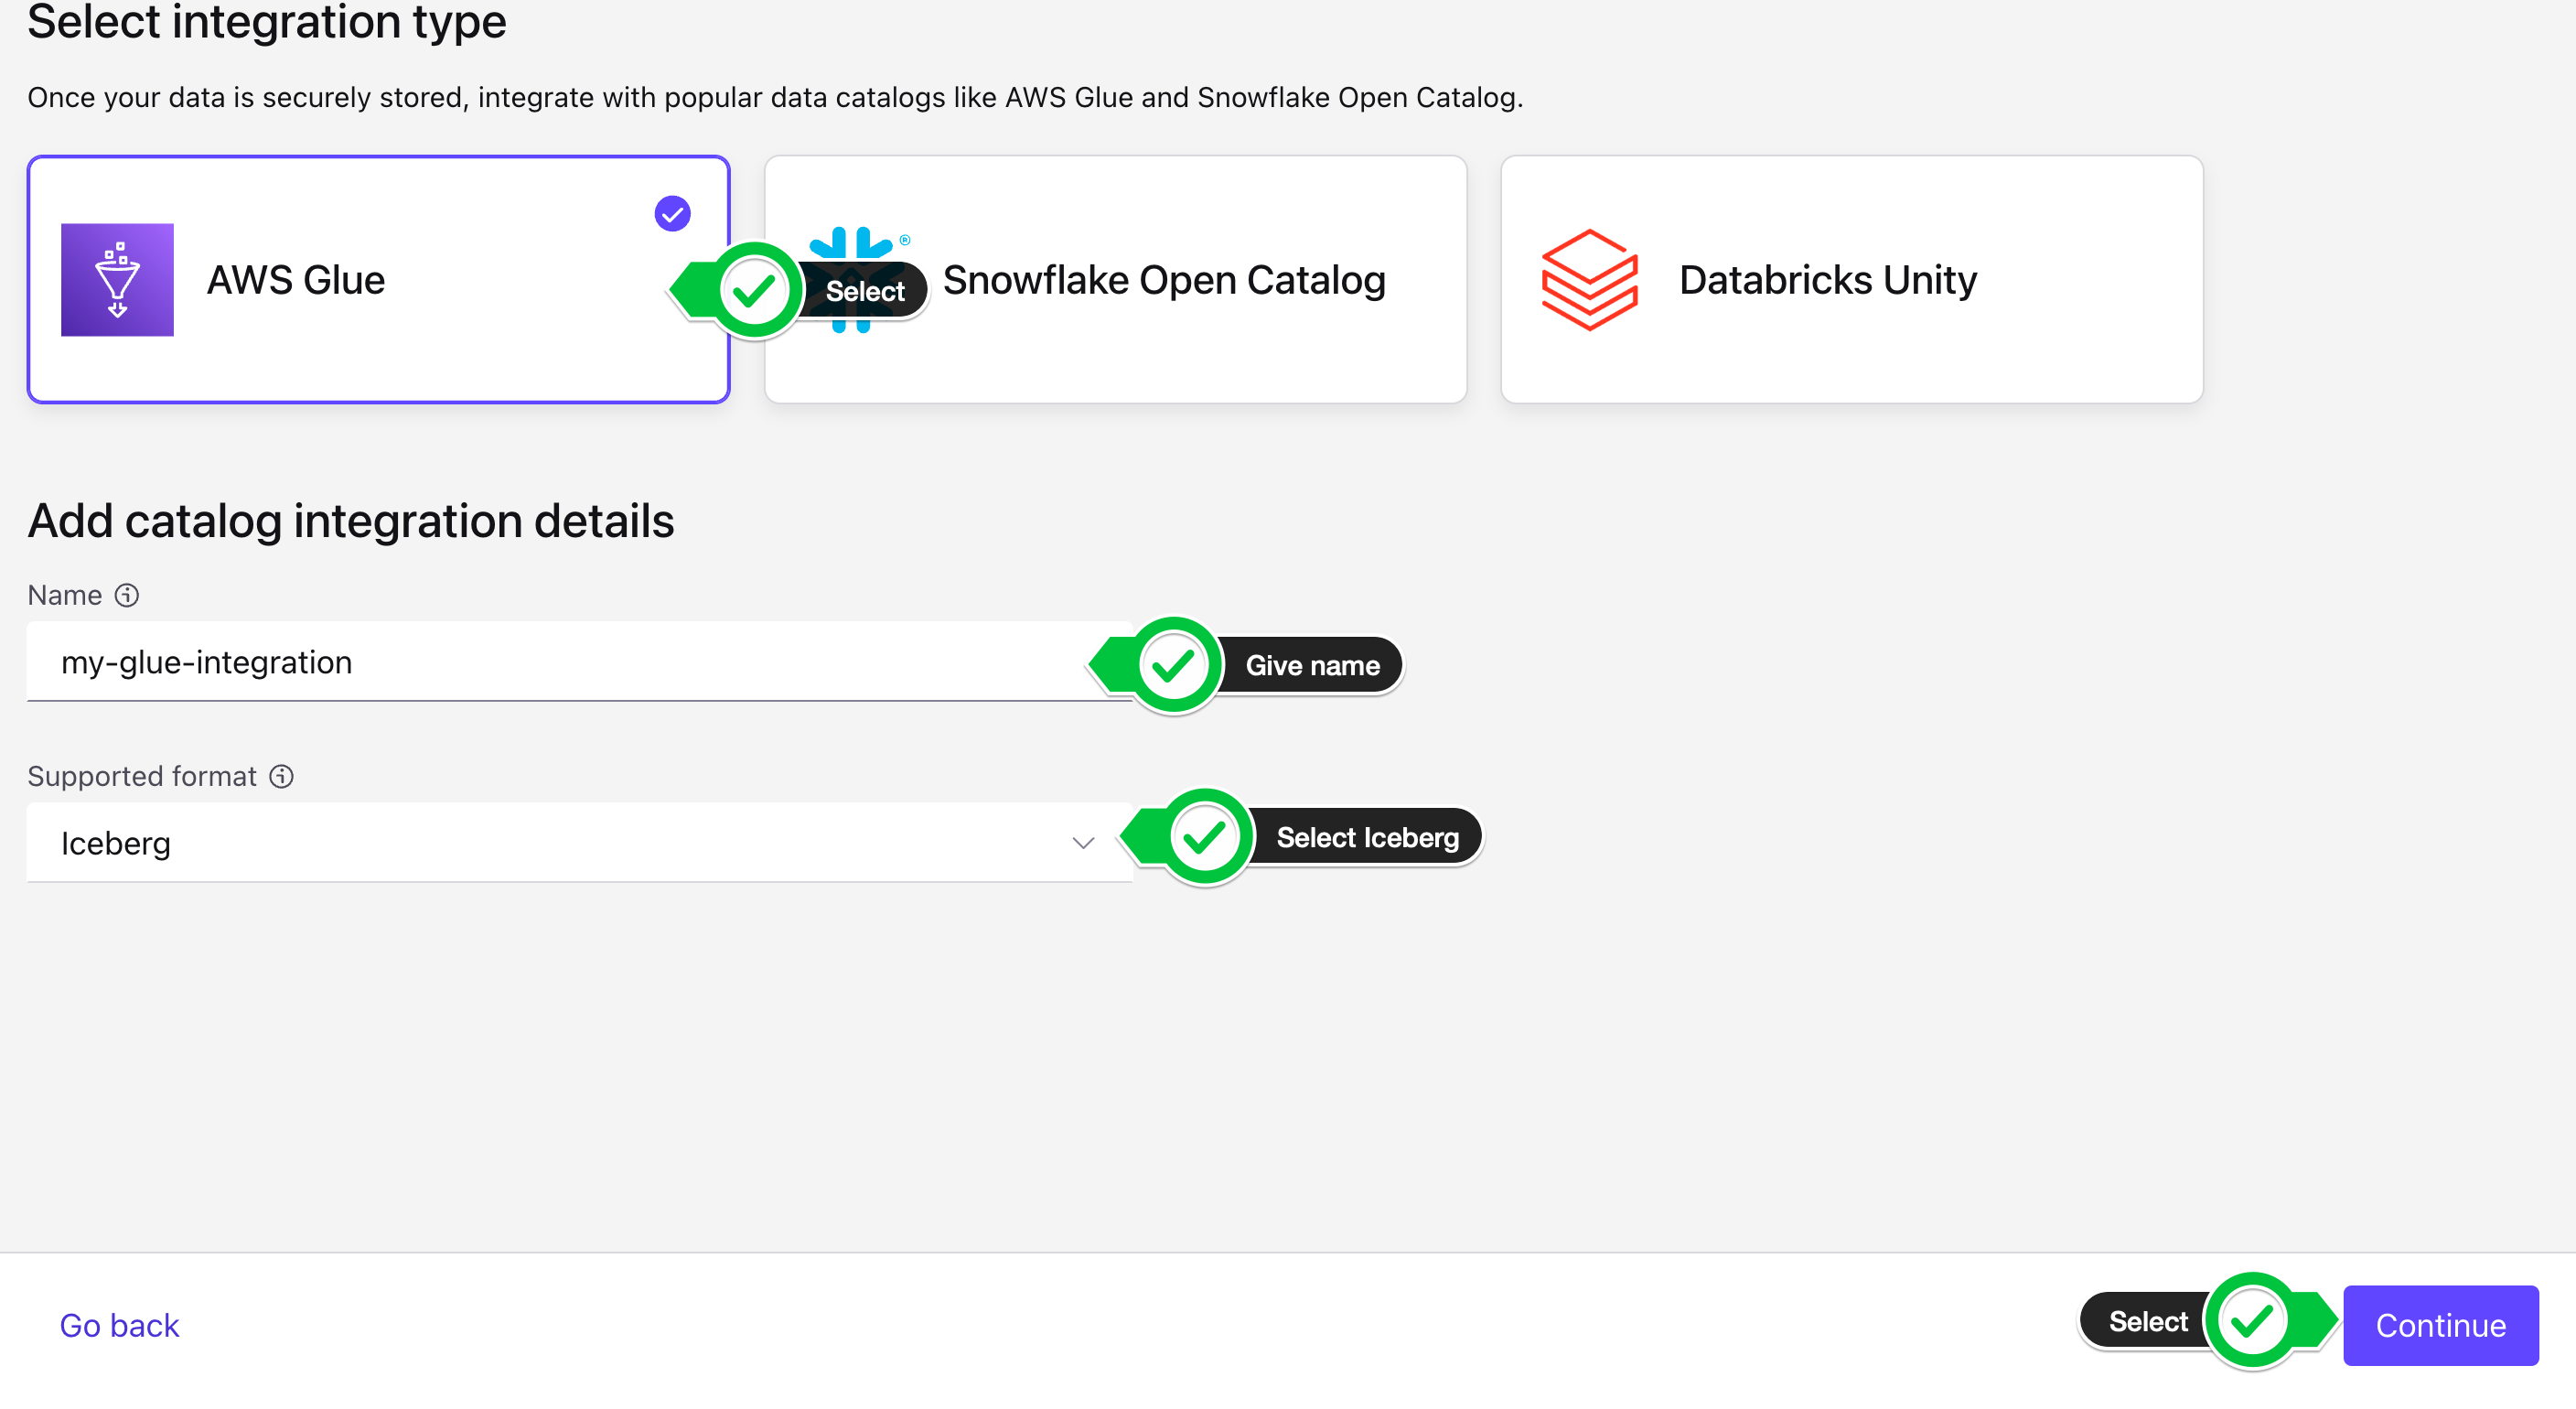 Select integration type
Once your data is securely stored, integrate with popular data catalogs like AWS Glue and Snowflake Open Catalog.
AWS Glue
Select
®
Snowflake Open Catalog
Databricks Unity
Add catalog integration details
Name
my-glue-integration
Give name
Supported format
Iceberg
Select Iceberg
Go back
Select
Continue